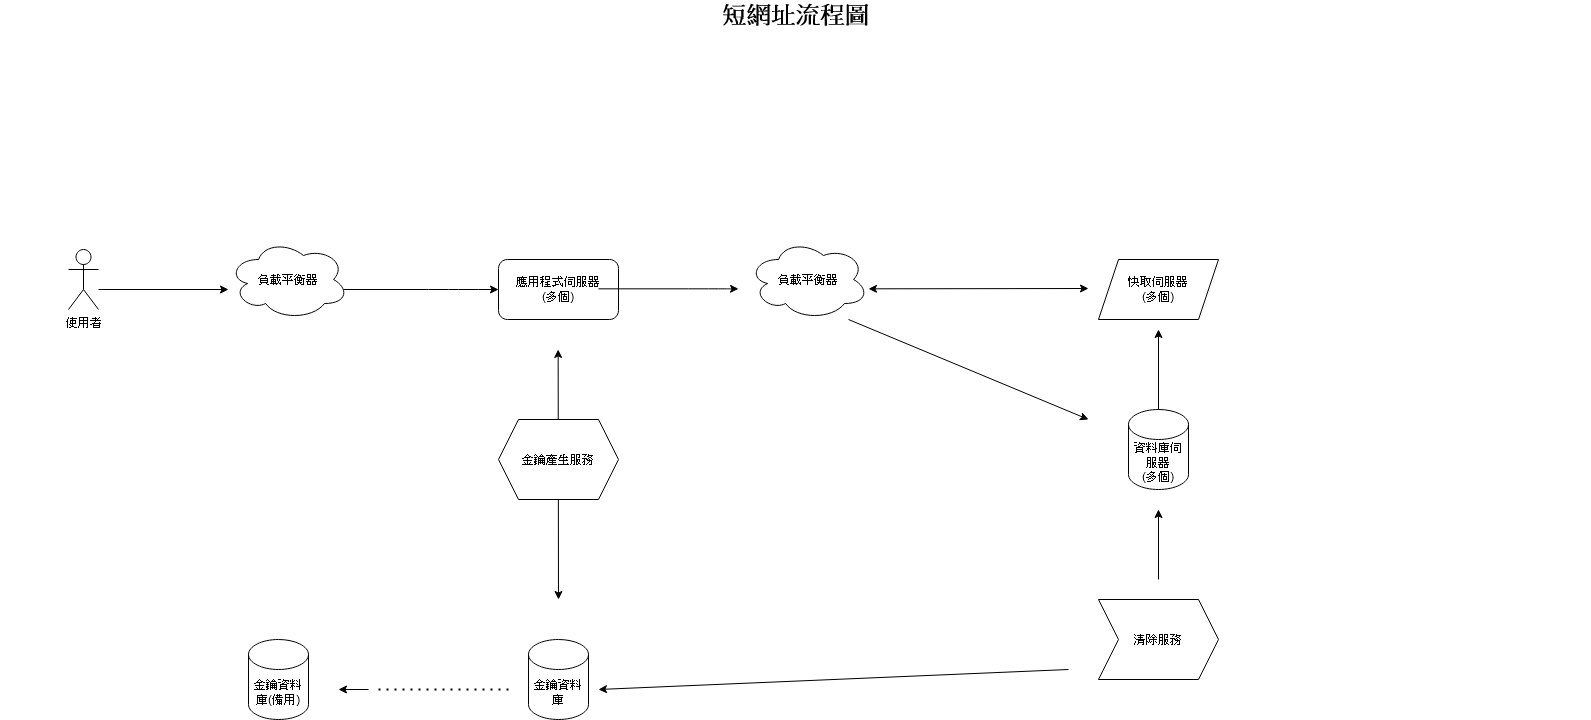 短網址流程圖
負載平衡器
應用程式伺服器
(多個)
負載平衡器
快取伺服器
(多個)
使用者
金鑰產生服務
資料庫伺
服器
(多個)
清除服務
金鑰資料
庫(備用)
金鑰資料
庫